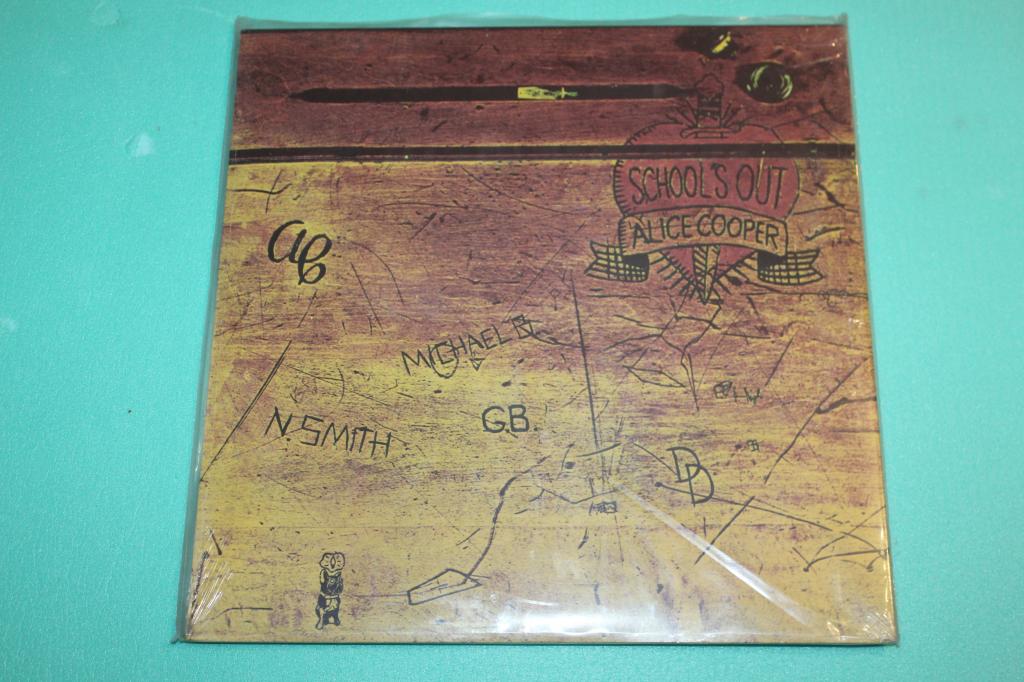 SCHOOL'S OUT
ALICE COOPER
ac
MICHAEL B
G.B.
N. SMITH
DD